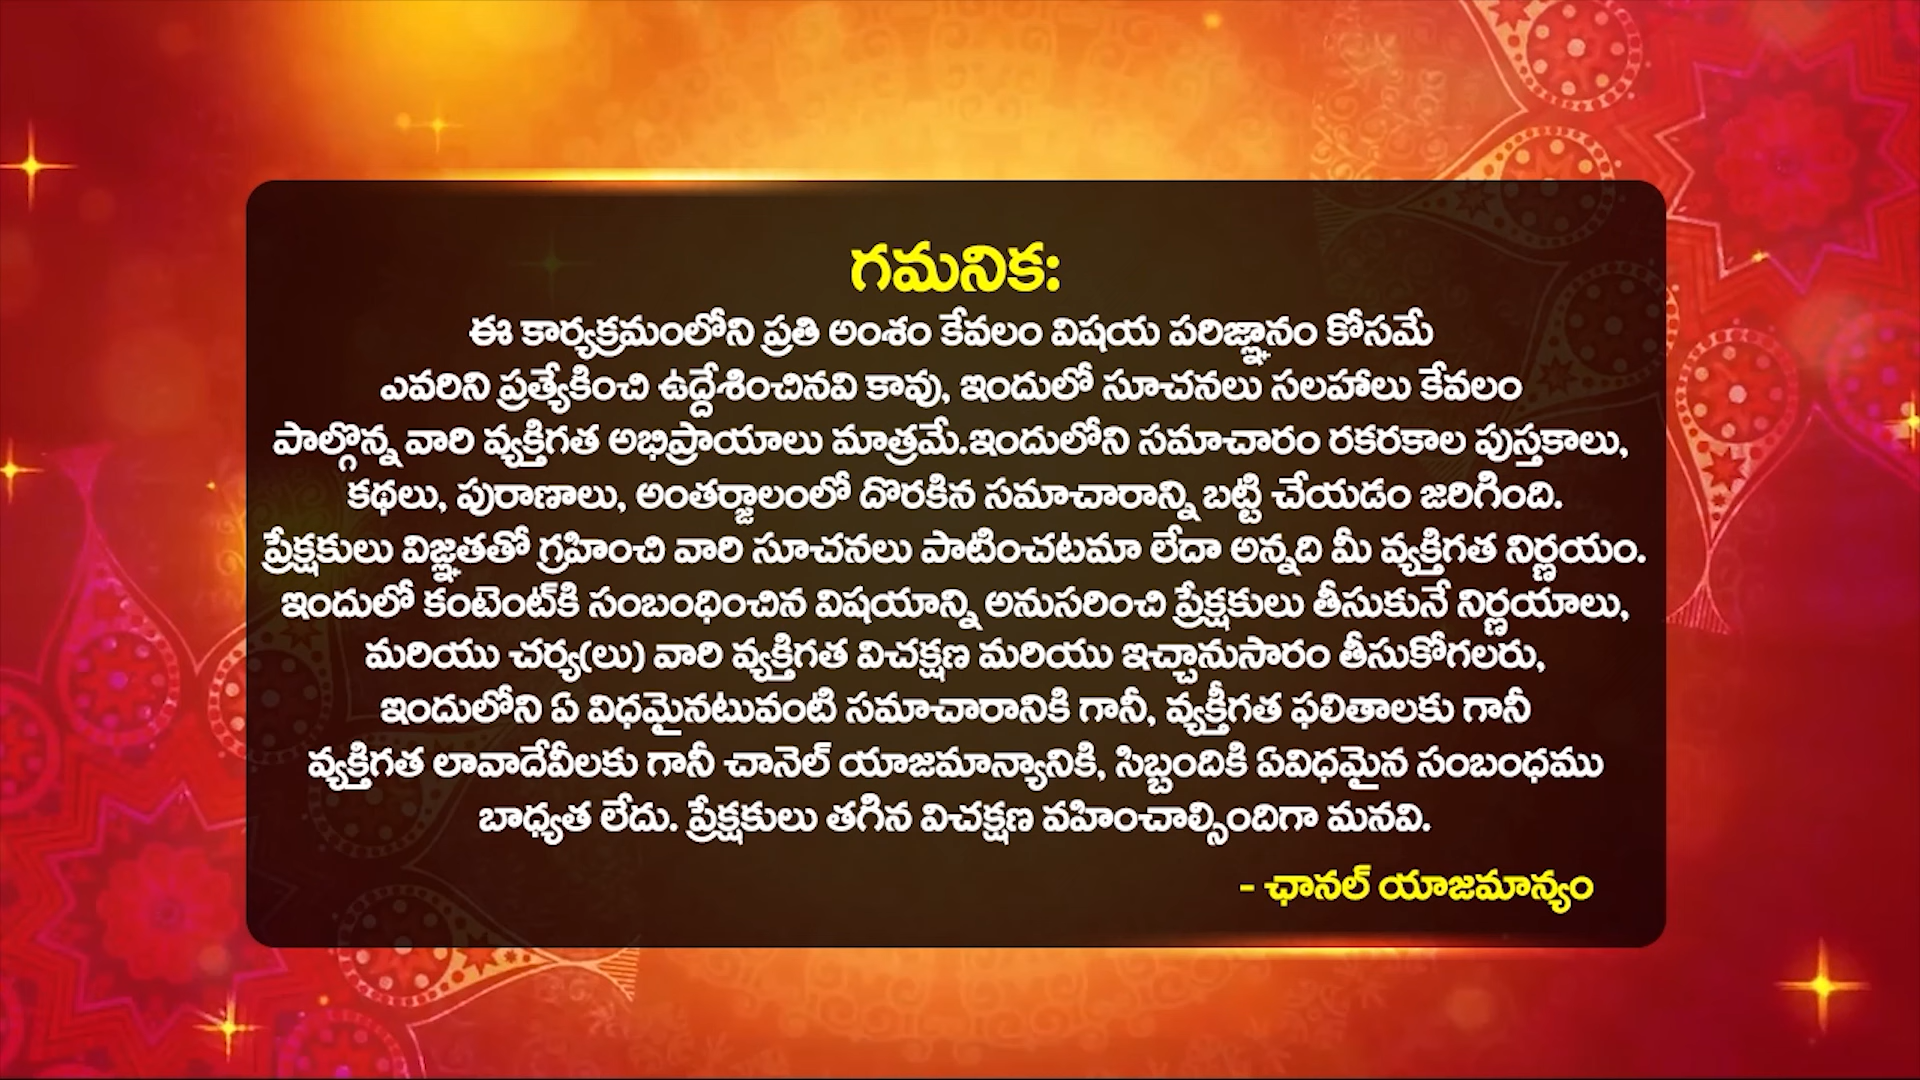 గమనిక:
ఈ కార్యక్రమంలోని ప్రతి అంశం కేవలం విషయ పరిజ్ఞానం కోసమే
ఎవరిని ప్రత్యేకించి ఉద్దేశించినవి కావు, ఇందులో సూచనలు సలహాలు కేవలం
పాల్గొన్న వారి వ్యక్తిగత అభిప్రాయాలు మాత్రమే.ఇందులోని సమాచారం రకరకాల పుస్తకాలు,
కథలు, పురాణాలు, అంతర్జాలంలో దొరకిన సమాచారాన్ని బట్టి చేయడం జరిగింది.
ప్రేక్షకులు విజ్ఞతతో గ్రహించి వారి సూచనలు పాటించటమా లేదా అన్నది మీ వ్యక్తిగత నిర్ణయం.
ఇందులో కంటెంట్‌కి సంబంధించిన విషయాన్ని అనుసరించి ప్రేక్షకులు తీసుకునే నిర్ణయాలు,
మరియు చర్య(లు) వారి వ్యక్తిగత విచక్షణ మరియు ఇచ్ఛానుసారం తీసుకోగలరు,
ఇందులోని ఏ విధమైనటువంటి సమాచారానికి గానీ, వ్యక్తీగత ఫలితాలకు గానీ
వ్యక్తిగత లావాదేవీలకు గానీ చానెల్ యాజమాన్యానికి, సిబ్బందికి ఏవిధమైన సంబంధము
బాధ్యత లేదు. ప్రేక్షకులు తగిన విచక్షణ వహించాల్సిందిగా మనవి.
- ఛానల్ యాజమాన్యం